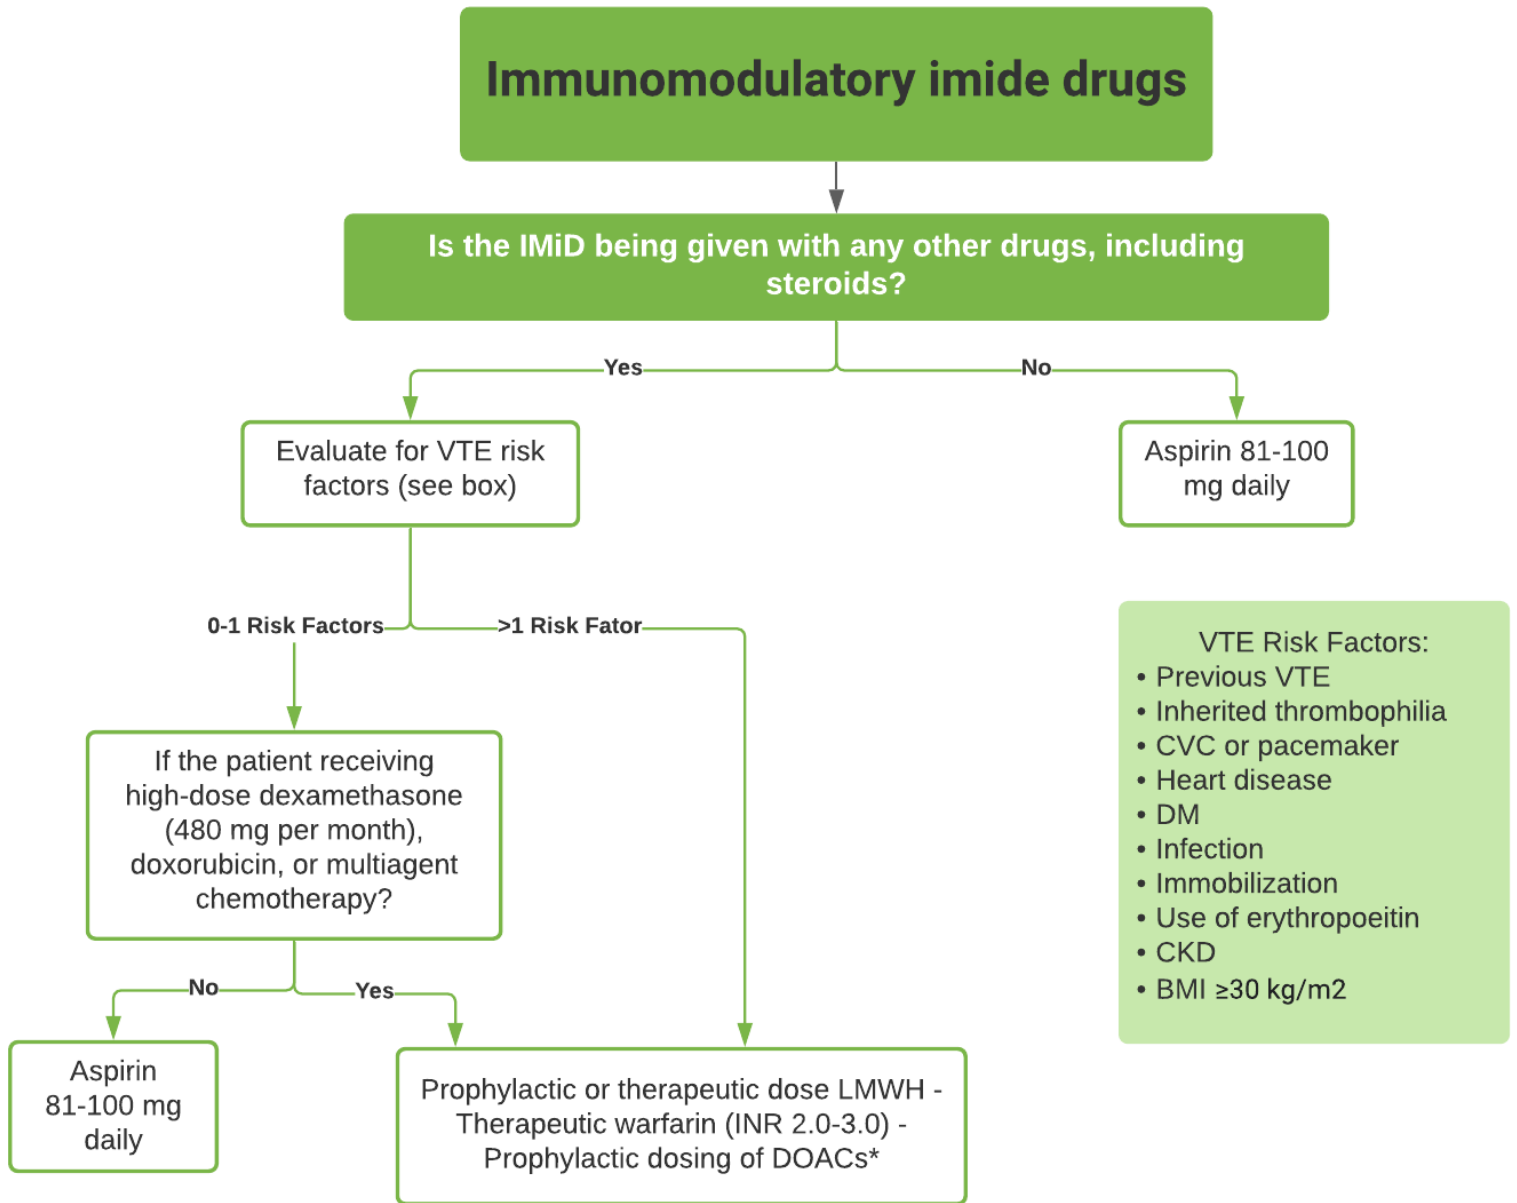 Immunomodulatory imide drugs
Is the IMiD being given with any other drugs, including
steroids?
Yes
No
Evaluate for VTE risk
factors (see box)
Aspirin 81-100
mg daily
0-1 Risk Factors
>1 Risk Fator
If the patient receiving
high-dose dexamethasone
(480 mg per month),
doxorubicin, or multiagent
chemotherapy?
No
Yes
Aspirin
81-100 mg
daily
Prophylactic or therapeutic dose LMWH -
Therapeutic warfarin (INR 2.0-3.0) -
Prophylactic dosing of DOACs*
VTE Risk Factors:
• Previous VTE
• Inherited thrombophilia
• CVC or pacemaker
• Heart disease
• DM
• Infection
• Immobilization
• Use of erythropoeitin
• CKD
• BMI ≥30 kg/m2